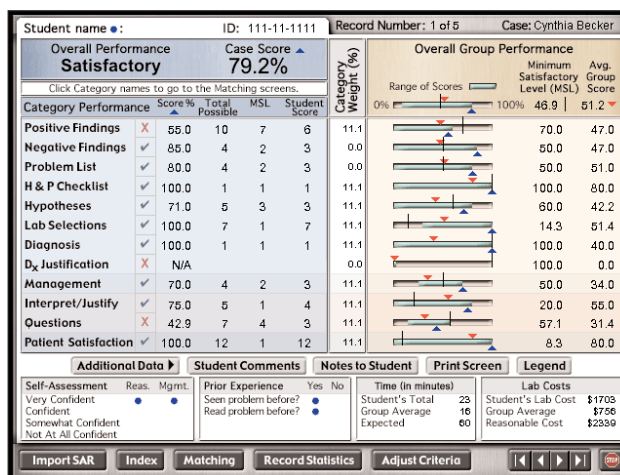 Student name : ID: 111-11-1111 Record Number: 1 of 5 Case: Cynthia Becker
Overall Performance Case Score
Satisfactory 79.2%
Click Category names to go to the Matching screens.
Category Performance Score % Total Possible MSL Student Score
Category Weight (%)
Overall Group Performance
Range of Scores Minimum Satisfactory Level (MSL) Avg. Group Score
0% 100% 46.9 51.2
Positive Findings X 55.0 10 7 6 11.1 70.0 47.0
Negative Findings ✓ 85.0 4 2 3 0.0 50.0 47.0
Problem List ✓ 80.0 4 2 3 0.0 50.0 51.0
H & P Checklist ✓ 100.0 1 1 1 11.1 100.0 80.0
Hypotheses ✓ 71.0 5 3 3 11.1 60.0 42.2
Lab Selections ✓ 100.0 7 1 7 11.1 14.3 51.4
Diagnosis ✓ 100.0 1 1 1 11.1 100.0 40.0
Dx Justification X N/A 0.0 100.0 0.0
Management ✓ 70.0 4 2 3 11.1 50.0 34.0
Interpret/Justify ✓ 75.0 5 1 4 11.1 20.0 55.0
Questions X 42.9 7 4 3 11.1 57.1 31.4
Patient Satisfaction ✓ 100.0 12 1 12 11.1 8.3 80.0
Additional Data Student Comments Notes to Student Print Screen Legend
Self-Assessment Reas. Mgmt.
Very Confident
Confident
Somewhat Confident
Not At All Confident
Prior Experience Yes No
Seen problem before?
Read problem before?
Time (in minutes)
Student's Total 23
Group Average 16
Expected 60
Lab Costs
Student's Lab Cost $1703
Group Average $756
Reasonable Cost $2339
Import SAR Index Matching Record Statistics Adjust Criteria STOP